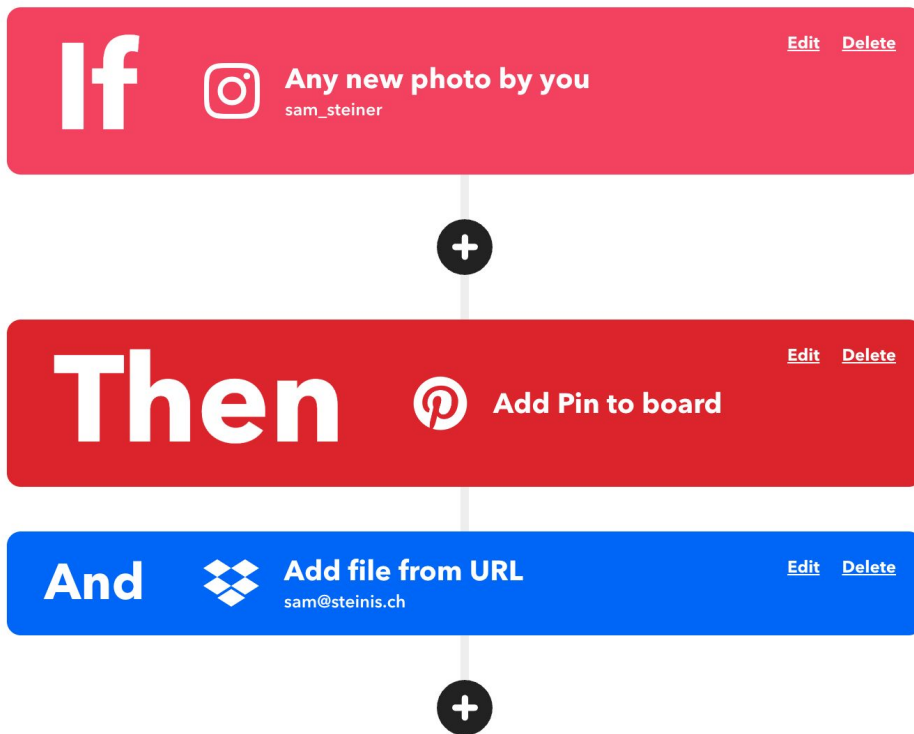 If
Any new photo by you
sam_steiner
Edit Delete
Then
Add Pin to board
Edit Delete
And
Add file from URL
sam@steinis.ch
Edit Delete